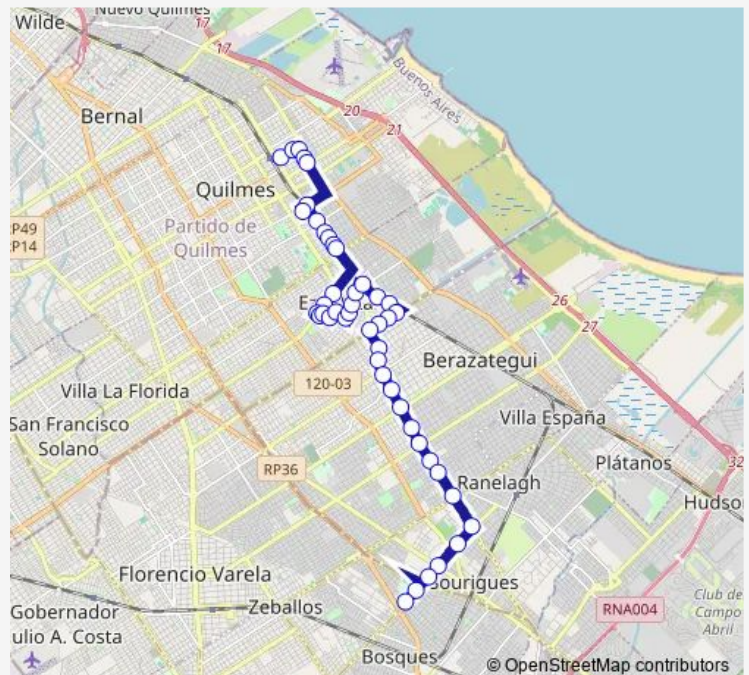 Nuevo Quilmes
Wilde
17
17
Buenos Aires
20
21
Bernal
Quilmes
Partido de
Quilmes
P49
RP14
26
27
Berazategui
120-03
Villa La Florida
Villa España
San Francisco
Solano
Plátanos
32
RP36
Ranelagh
Hudson
Florencio Varela
Sourigues
Zeballos
RNA004
Club de
Campo
Abril
Gobernador
ulio A. Costa
Bosques
© OpenStreetMap contributors